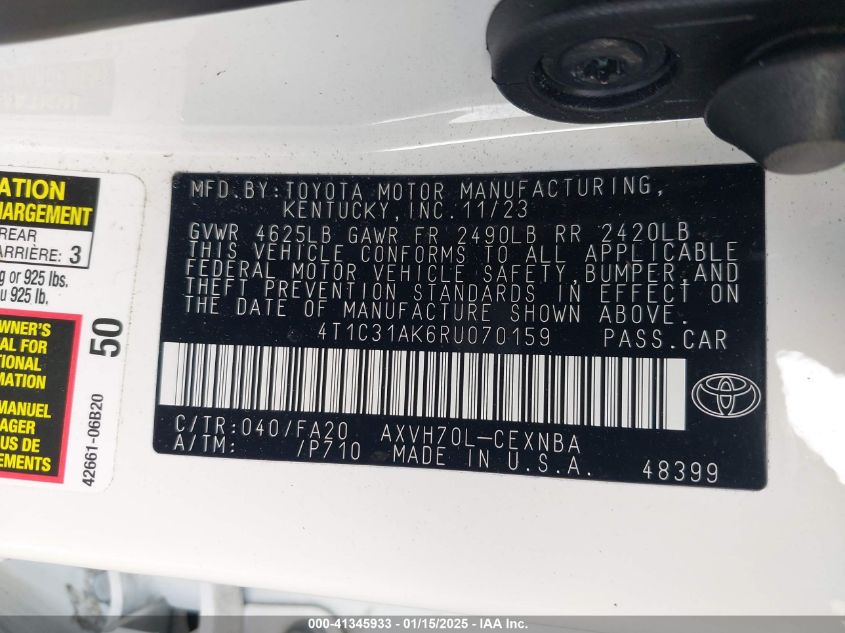 MFD. BY: TOYOTA MOTOR MANUFACTURING,
KENTUCKY, INC. 11/23
GVWR 4625LB GAWR FR 2490LB RR 2420LB
THIS VEHICLE CONFORMS TO ALL APPLICABLE
FEDERAL MOTOR VEHICLE SAFETY, BUMPER, AND
THEFT PREVENTION STANDARDS IN EFFECT ON
THE DATE OF MANUFACTURE SHOWN ABOVE.
4T1C31AK6RU070159 PASS. CAR
C/TR: 040/FA20 AXVH70L-CEXNBA
A/TM: /P710 MADE IN U.S.A.
48399
ATION
HARGEMENT
REAR
ARRIÈRE: 3
g or 925 lbs.
u 925 lb.
WNER'S
AL FOR
TIONAL
MATION
MANUEL
AGER
US DE
EMENTS
50
42661-06B20
000-41345933 - 01/15/2025 - IAA Inc.